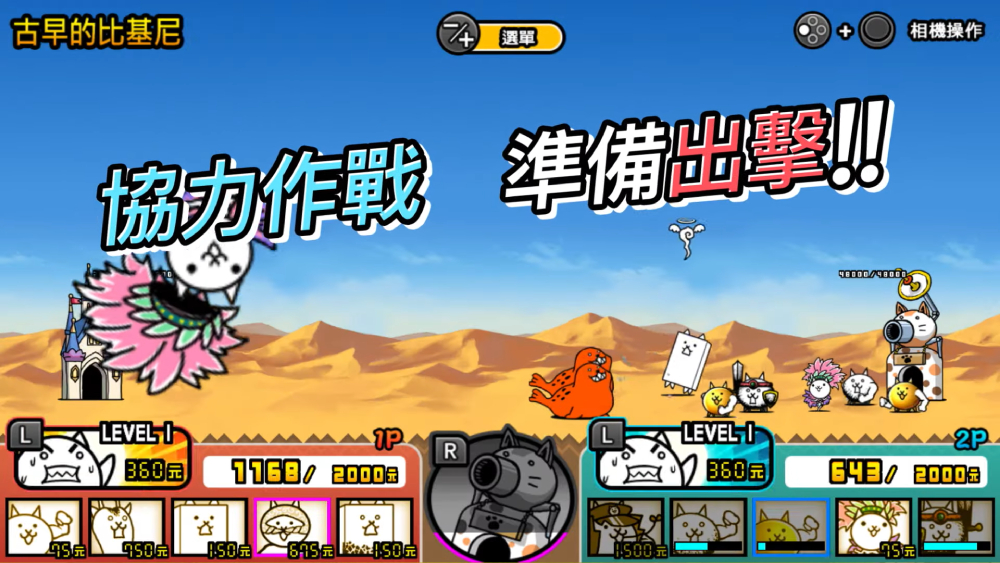 古早的比基尼
選單
+ 相機操作
協力作戰
準備出擊!!
48000/48000
L LEVEL 1 1P
360元
1168/ 2000元
75元 750元 150元 675元 150元
R
L LEVEL 1 2P
360元
643/ 2000元
1500元 75元